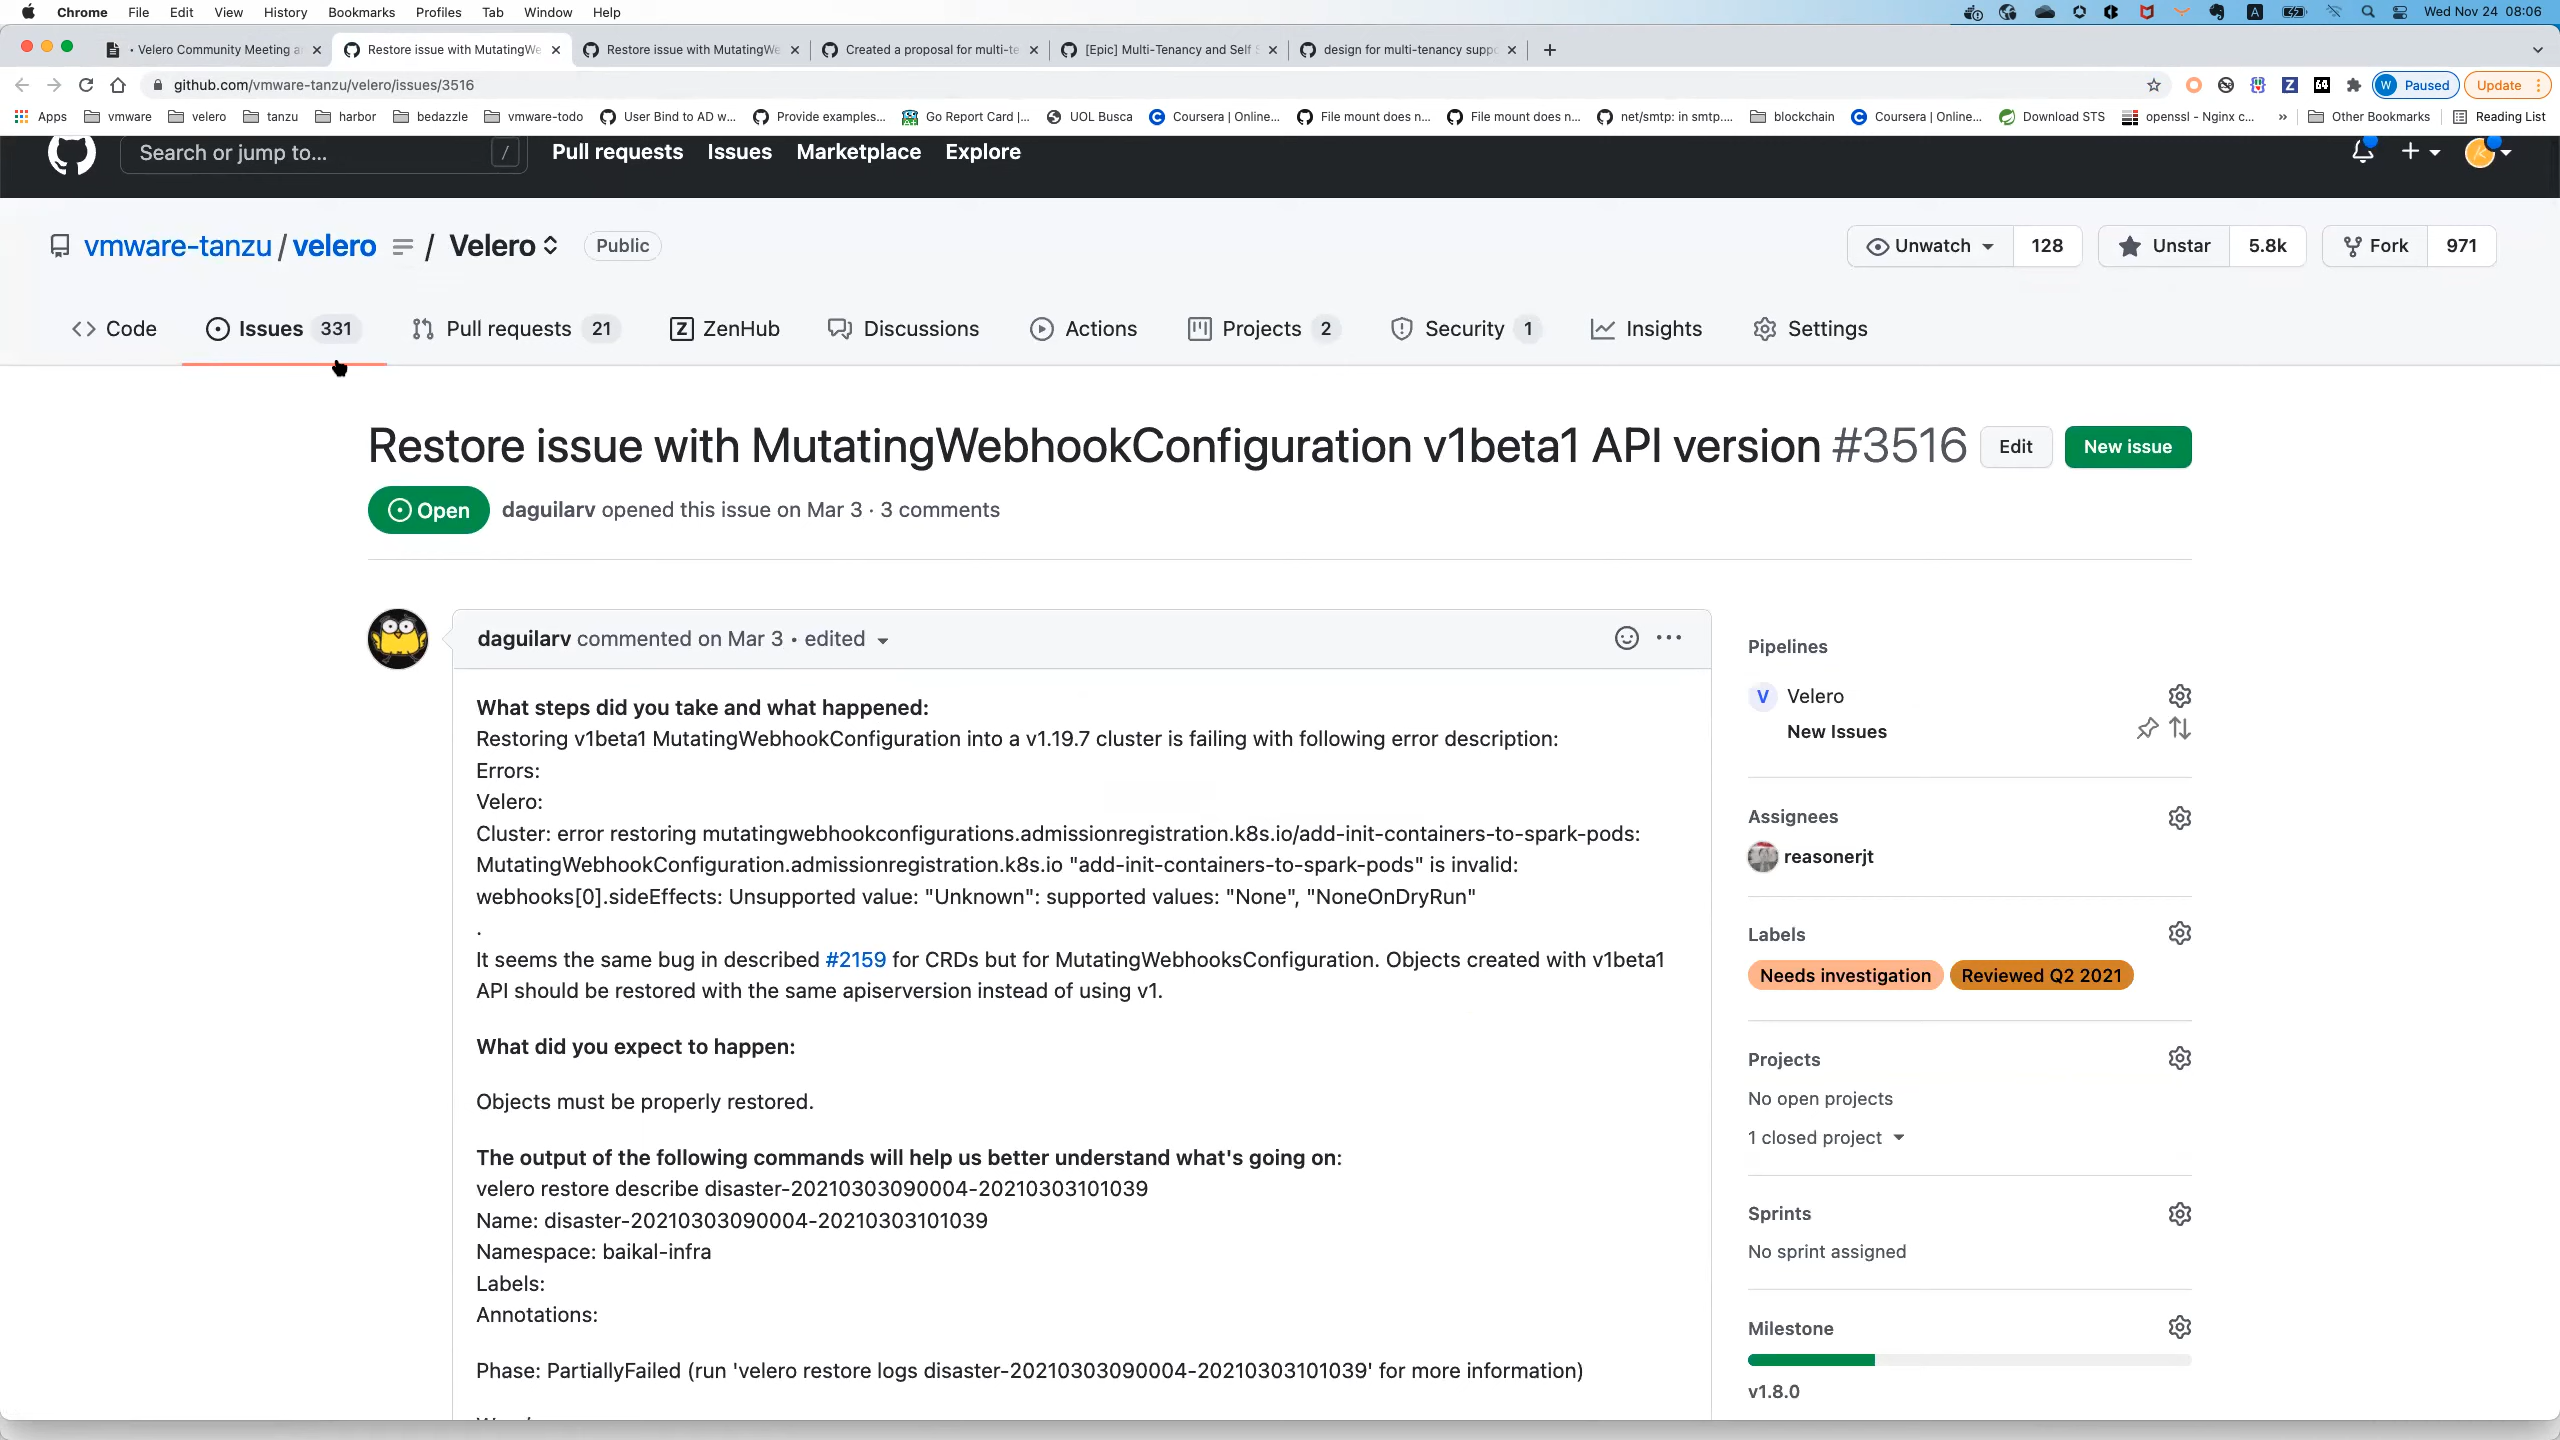 Chrome File Edit View History Bookmarks Profiles Tab Window Help
A Wed Nov 24 08:06
• Velero Community Meeting a
Restore issue with MutatingWe
Restore issue with MutatingWe
Created a proposal for multi-te
[Epic] Multi-Tenancy and Self S
design for multi-tenancy suppo
github.com/vmware-tanzu/velero/issues/3516
Z
W Paused
Update
Apps vmware velero tanzu harbor bedazzle vmware-todo User Bind to AD w... Provide examples... Go Report Card |... UOL Busca Coursera | Online... File mount does n... File mount does n... net/smtp: in smtp.... blockchain Coursera | Online... Download STS openssl - Nginx c... » Other Bookmarks Reading List
Search or jump to... /
Pull requests Issues Marketplace Explore
vmware-tanzu / velero / Velero Public
Unwatch 128 Unstar 5.8k Fork 971
Code Issues 331 Pull requests 21 Z ZenHub Discussions Actions Projects 2 Security 1 Insights Settings
Restore issue with MutatingWebhookConfiguration v1beta1 API version #3516
Edit New issue
Open daguilarv opened this issue on Mar 3 · 3 comments
daguilarv commented on Mar 3 • edited
What steps did you take and what happened:
Restoring v1beta1 MutatingWebhookConfiguration into a v1.19.7 cluster is failing with following error description:
Errors:
Velero:
Cluster: error restoring mutatingwebhookconfigurations.admissionregistration.k8s.io/add-init-containers-to-spark-pods:
MutatingWebhookConfiguration.admissionregistration.k8s.io "add-init-containers-to-spark-pods" is invalid:
webhooks[0].sideEffects: Unsupported value: "Unknown": supported values: "None", "NoneOnDryRun"
.
It seems the same bug in described #2159 for CRDs but for MutatingWebhooksConfiguration. Objects created with v1beta1
API should be restored with the same apiserversion instead of using v1.
What did you expect to happen:
Objects must be properly restored.
The output of the following commands will help us better understand what's going on:
velero restore describe disaster-20210303090004-20210303101039
Name: disaster-20210303090004-20210303101039
Namespace: baikal-infra
Labels:
Annotations:
Phase: PartiallyFailed (run 'velero restore logs disaster-20210303090004-20210303101039' for more information)
Pipelines
V Velero
New Issues
Assignees
reasonerjt
Labels
Needs investigation Reviewed Q2 2021
Projects
No open projects
1 closed project
Sprints
No sprint assigned
Milestone
v1.8.0